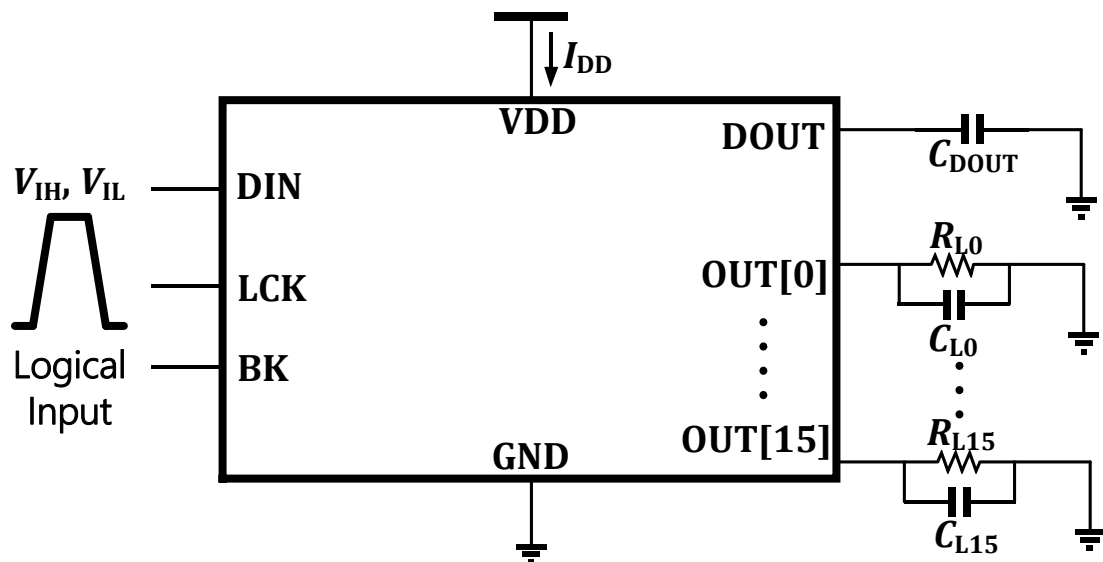 I_DD
VDD
DOUT
C_DOUT
V_IH, V_IL
DIN
R_L0
LCK
OUT[0]
C_L0
Logical
Input
BK
R_L15
OUT[15]
GND
C_L15